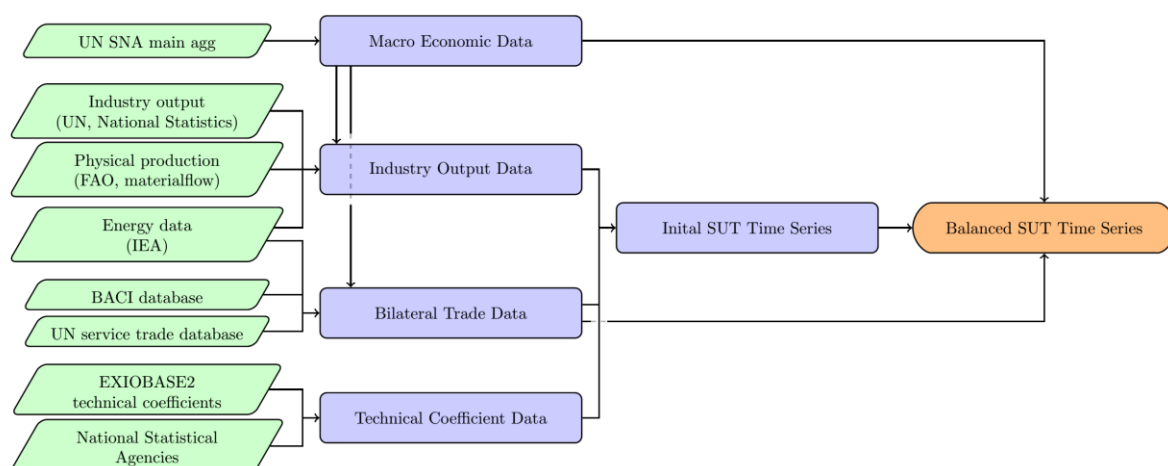 UN SNA main agg
Macro Economic Data
Industry output
(UN, National Statistics)
Physical production
(FAO, materialflow)
Industry Output Data
Energy data
(IEA)
Inital SUT Time Series
Balanced SUT Time Series
BACI database
UN service trade database
Bilateral Trade Data
EXIOBASE2
technical coefficients
National Statistical
Agencies
Technical Coefficient Data